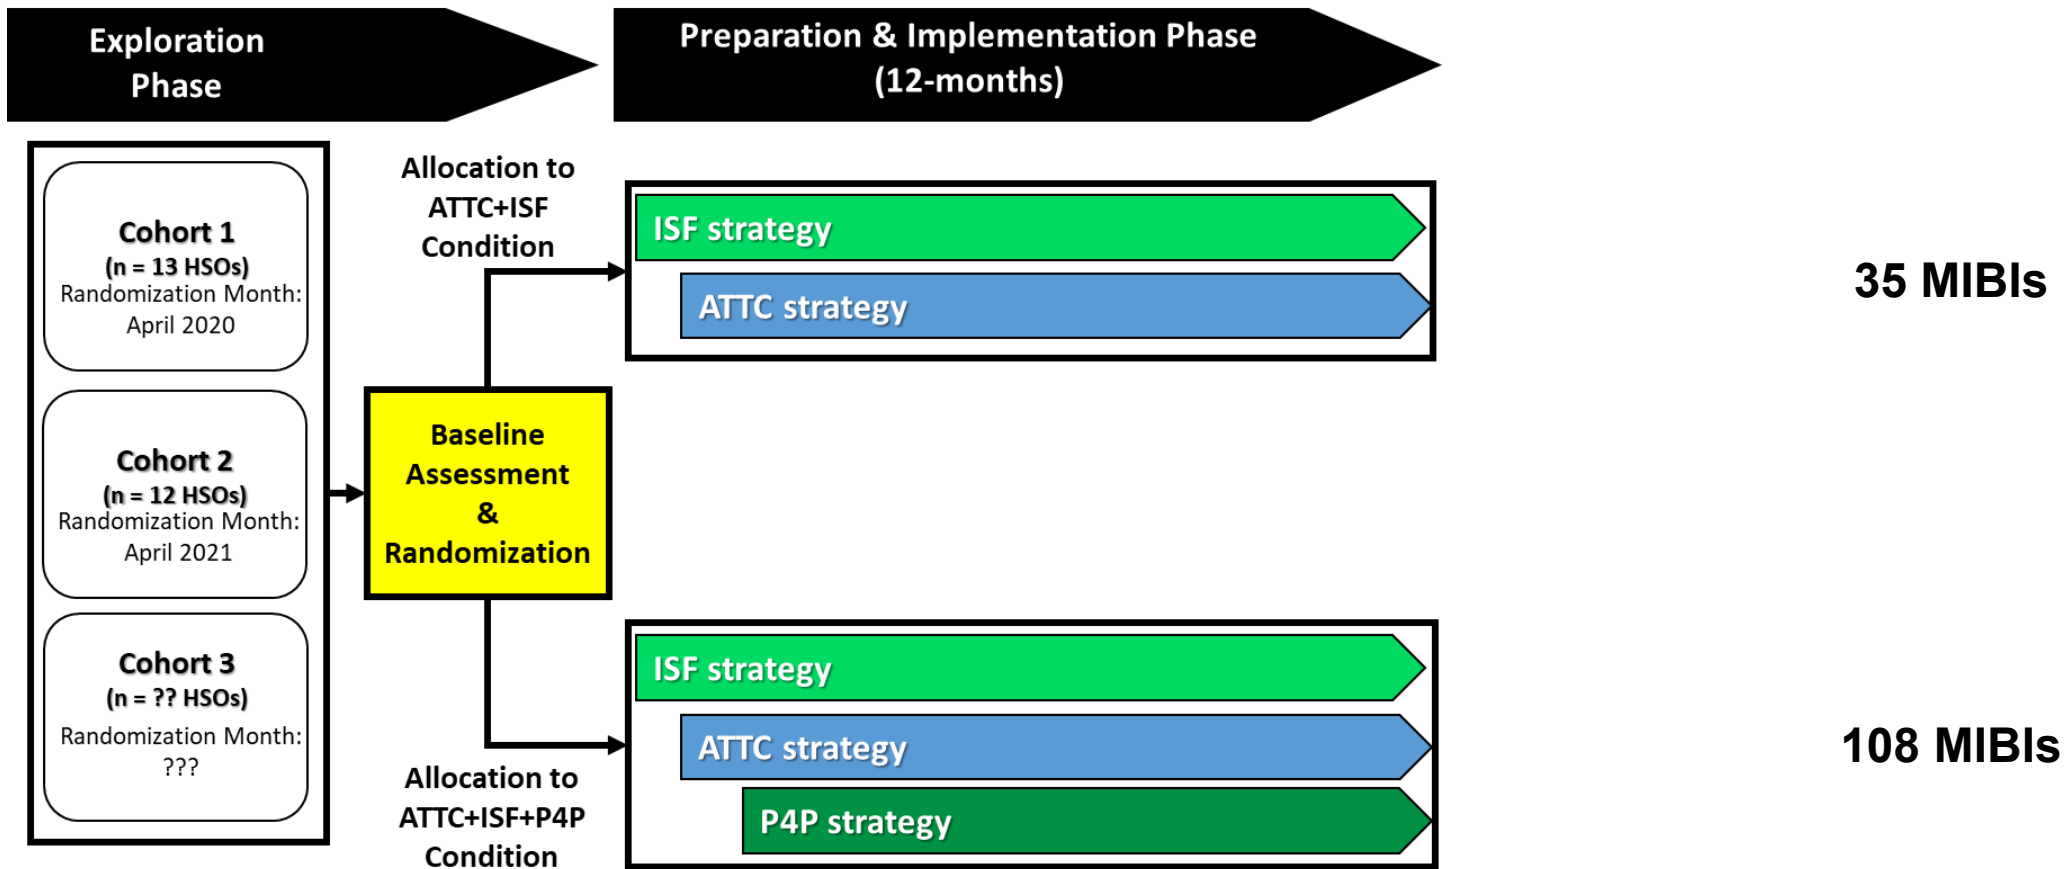 Exploration
Phase
Preparation & Implementation Phase
(12-months)
Cohort 1
(n = 13 HSOs)
Randomization Month:
April 2020
Cohort 2
(n = 12 HSOs)
Randomization Month:
April 2021
Cohort 3
(n = ?? HSOs)
Randomization Month:
???
Allocation to
ATTC+ISF
Condition
Baseline
Assessment
&
Randomization
Allocation to
ATTC+ISF+P4P
Condition
ISF strategy
ATTC strategy
35 MIBIs
ISF strategy
ATTC strategy
P4P strategy
108 MIBIs